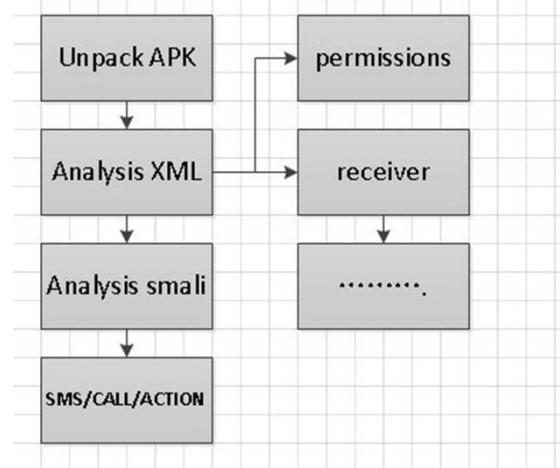 Unpack APK
permissions
Analysis XML
receiver
Analysis smali
..........
SMS/CALL/ACTION